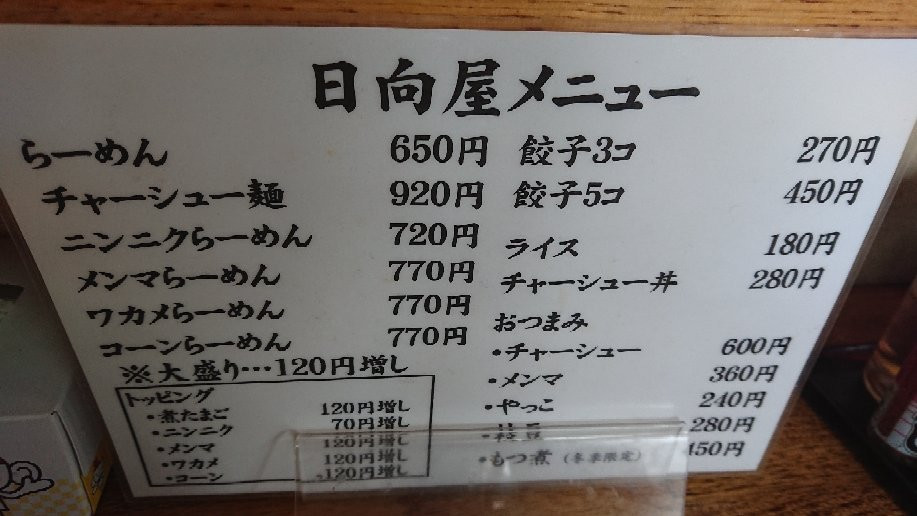 日向屋メニュー
らーめん 650円
チャーシュー麺 920円
ニンニクらーめん 720円
メンマらーめん 770円
ワカメらーめん 770円
コーンらーめん 770円
※大盛り…120円増し
トッピング
・煮たまご 120円増し
・ニンニク 70円増し
・メンマ 120円増し
・ワカメ 120円増し
・コーン 120円増し
餃子3コ 270円
餃子5コ 450円
ライス 180円
チャーシュー丼 280円
おつまみ
・チャーシュー 600円
・メンマ 360円
・やっこ 240円
280円
・もつ煮（冬季限定） 450円